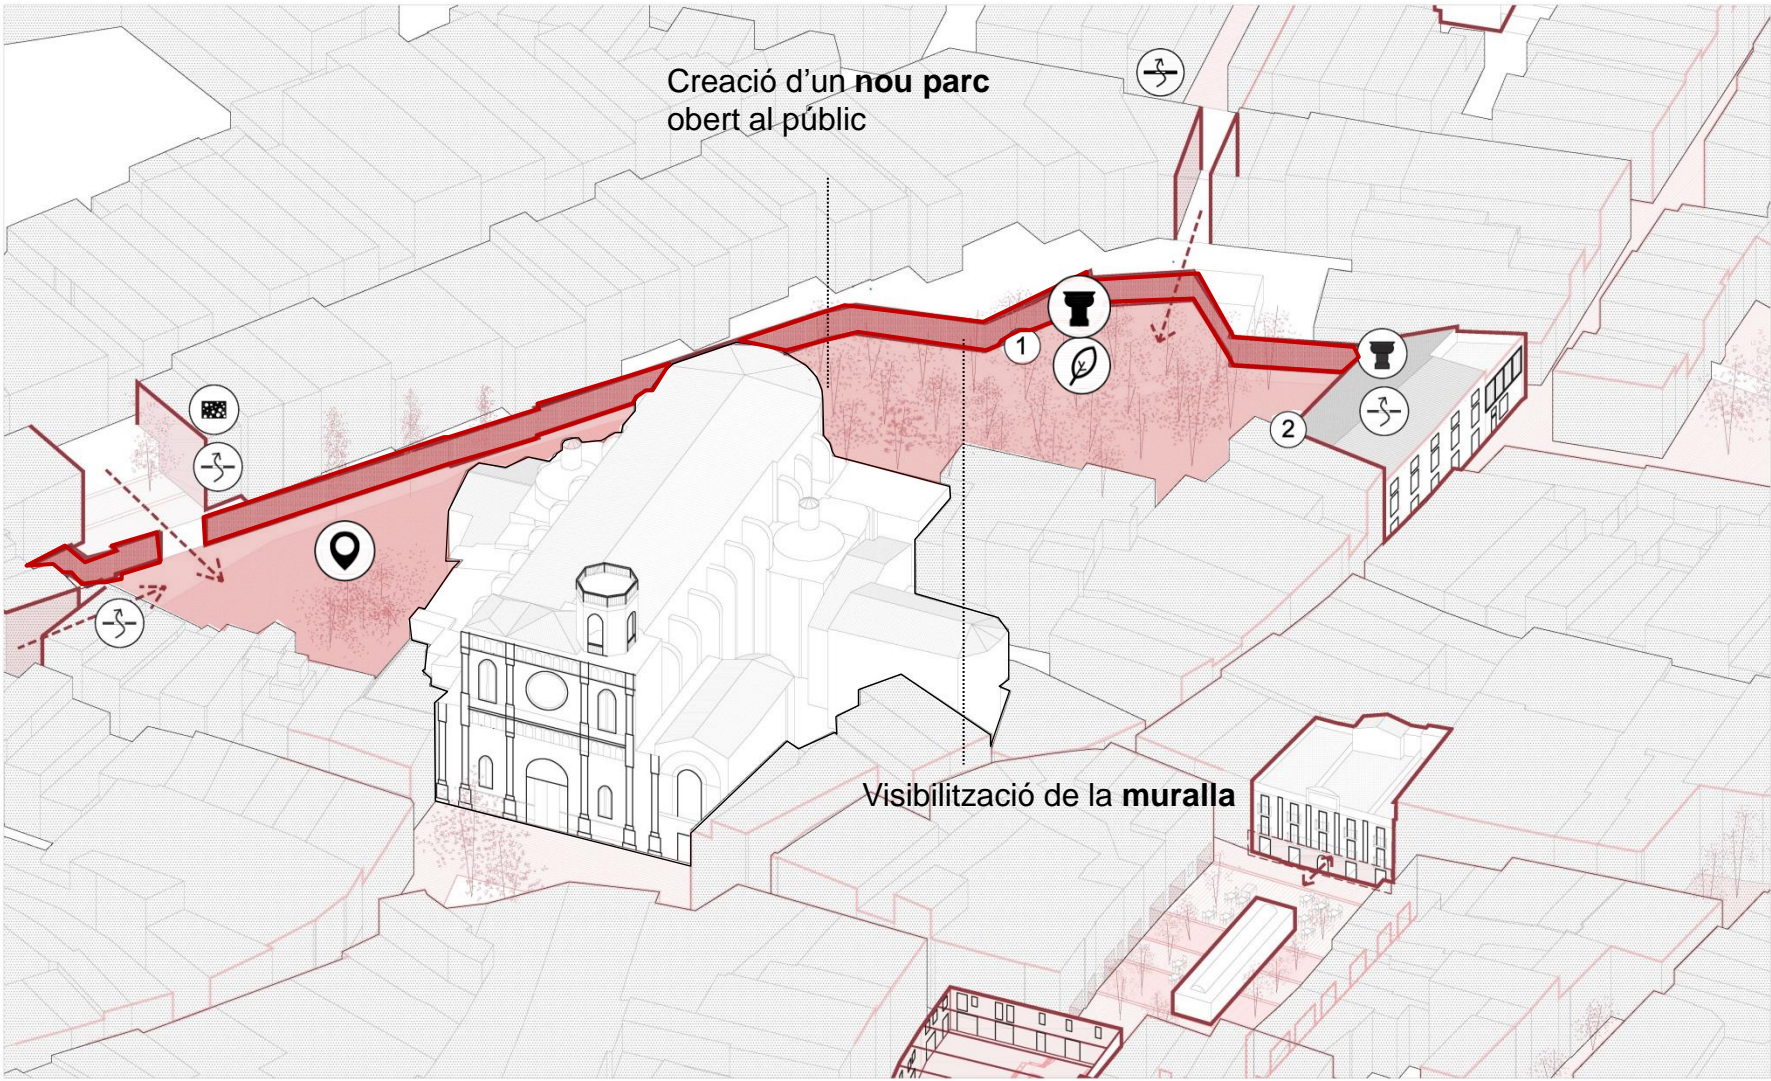 Creació d’un nou parc
obert al públic
1
2
Visibilització de la muralla